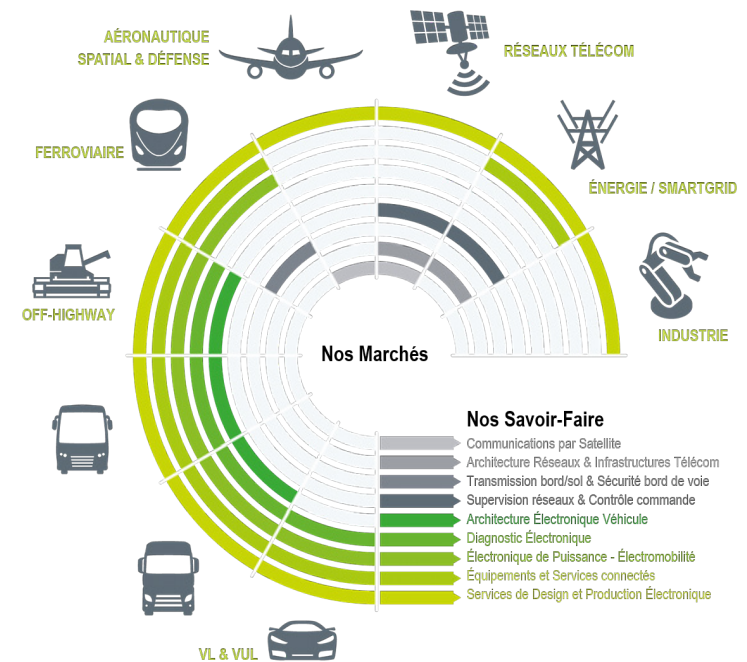 AÉRONAUTIQUE
SPATIAL & DÉFENSE
RÉSEAUX TÉLÉCOM
FERROVIAIRE
ÉNERGIE / SMARTGRID
OFF-HIGHWAY
INDUSTRIE
Nos Marchés
Nos Savoir-Faire
Communications par Satellite
Architecture Réseaux & Infrastructures Télécom
Transmission bord/sol & Sécurité bord de voie
Supervision réseaux & Contrôle commande
Architecture Électronique Véhicule
Diagnostic Électronique
Électronique de Puissance - Électromobilité
Équipements et Services connectés
Services de Design et Production Électronique
VL & VUL